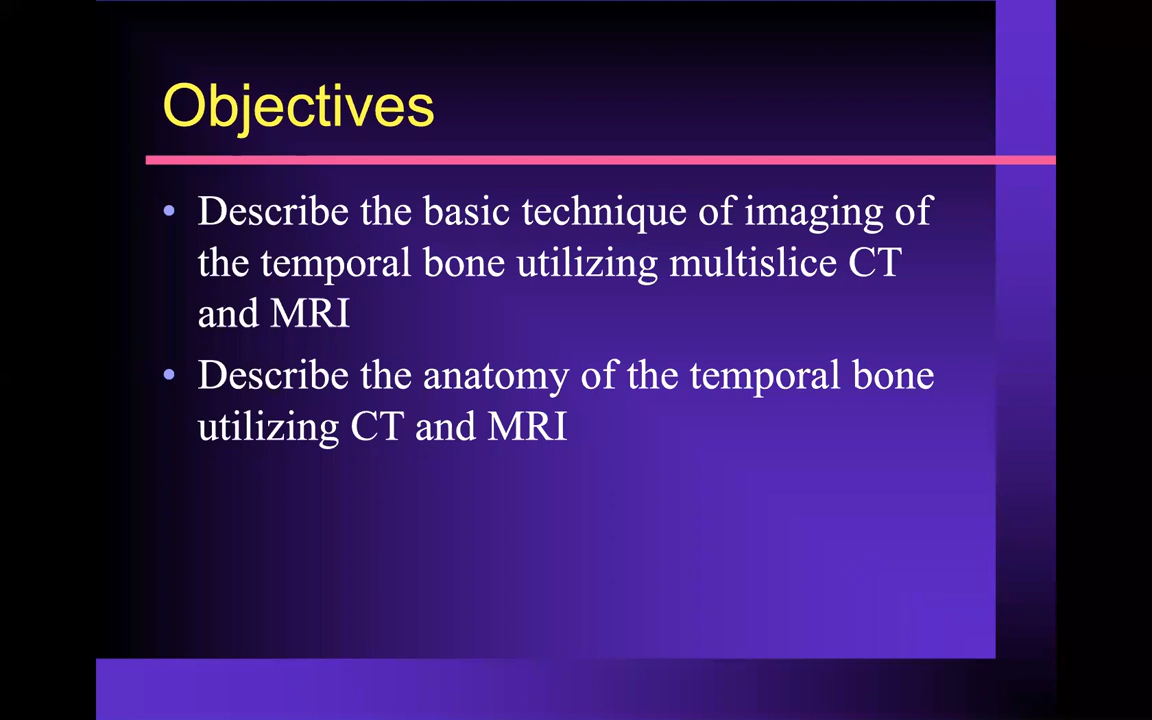 Objectives
• Describe the basic technique of imaging of
the temporal bone utilizing multislice CT
and MRI
• Describe the anatomy of the temporal bone
utilizing CT and MRI